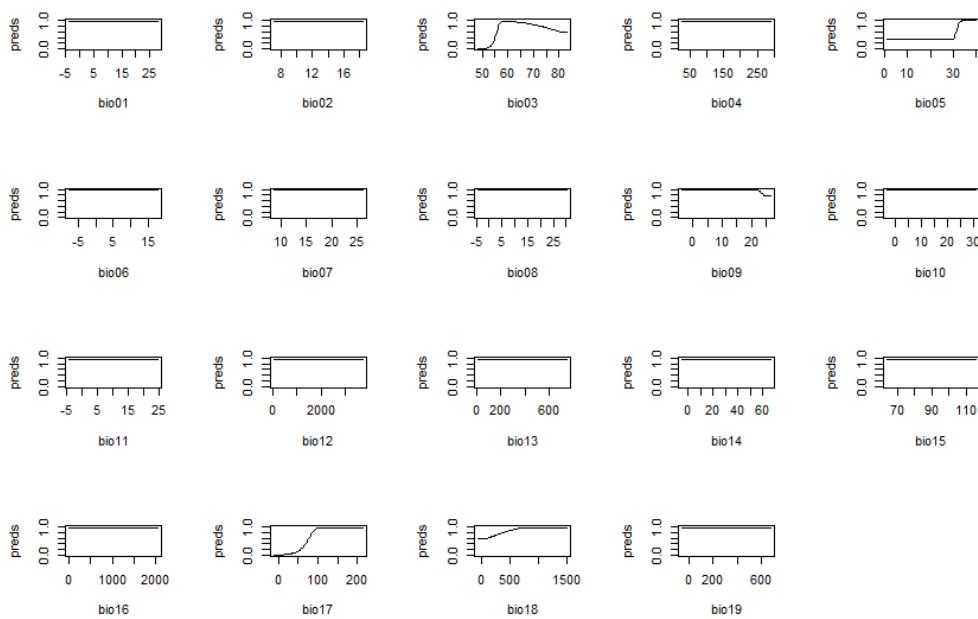 preds 0.0 1.0 preds 0.0 1.0 preds 0.0 1.0 preds 0.0 1.0 preds 0.0 1.0
-5 5 15 25 8 12 16 50 60 70 80 50 150 250 0 10 30
bio01 bio02 bio03 bio04 bio05
preds 0.0 1.0 preds 0.0 1.0 preds 0.0 1.0 preds 0.0 1.0 preds 0.0 1.0
-5 5 15 10 15 20 25 -5 5 15 25 0 10 20 0 10 20 30
bio06 bio07 bio08 bio09 bio10
preds 0.0 1.0 preds 0.0 1.0 preds 0.0 1.0 preds 0.0 1.0 preds 0.0 1.0
-5 5 15 25 0 2000 0 200 600 0 20 40 60 70 90 110
bio11 bio12 bio13 bio14 bio15
preds 0.0 1.0 preds 0.0 1.0 preds 0.0 1.0 preds 0.0 1.0
0 1000 2000 0 100 200 0 500 1500 0 200 600
bio16 bio17 bio18 bio19